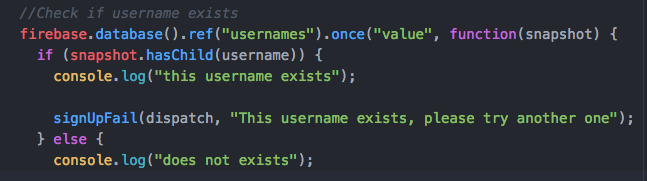 //Check if username exists
firebase.database().ref("usernames").once("value", function(snapshot) {
if (snapshot.hasChild(username)) {
console.log("this username exists");
signUpFail(dispatch, "This username exists, please try another one");
} else {
console.log("does not exists");